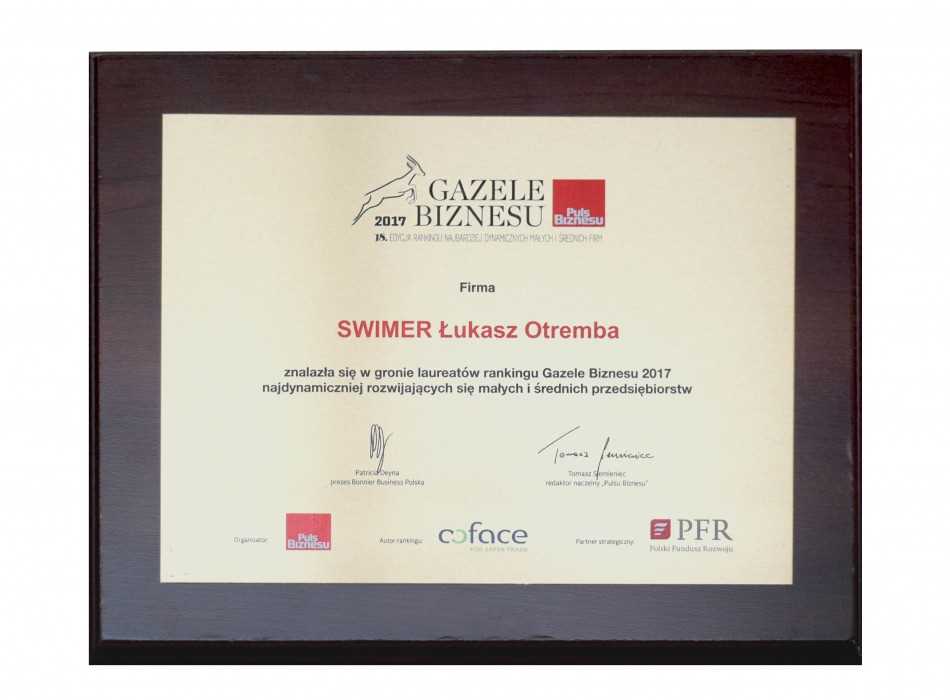 GAZELE
2017 BIZNESU
Puls
Biznesu
18. EDYCJA RANKINGU NAJBARDZIEJ DYNAMICZNYCH MAŁYCH I ŚREDNICH FIRM
Firma
SWIMER Łukasz Otremba
znalazła się w gronie laureatów rankingu Gazele Biznesu 2017
najdynamiczniej rozwijających się małych i średnich przedsiębiorstw
Tomasz Siemieniec
Patricia Deyna
prezes Bonnier Business Polska
Tomasz Siemieniec
redaktor naczelny „Pulsu Biznesu”
Organizator:
Puls
Biznesu
Autor rankingu:
coface
FOR SAFER TRADE
Partner strategiczny:
PFR
Polski Fundusz Rozwoju